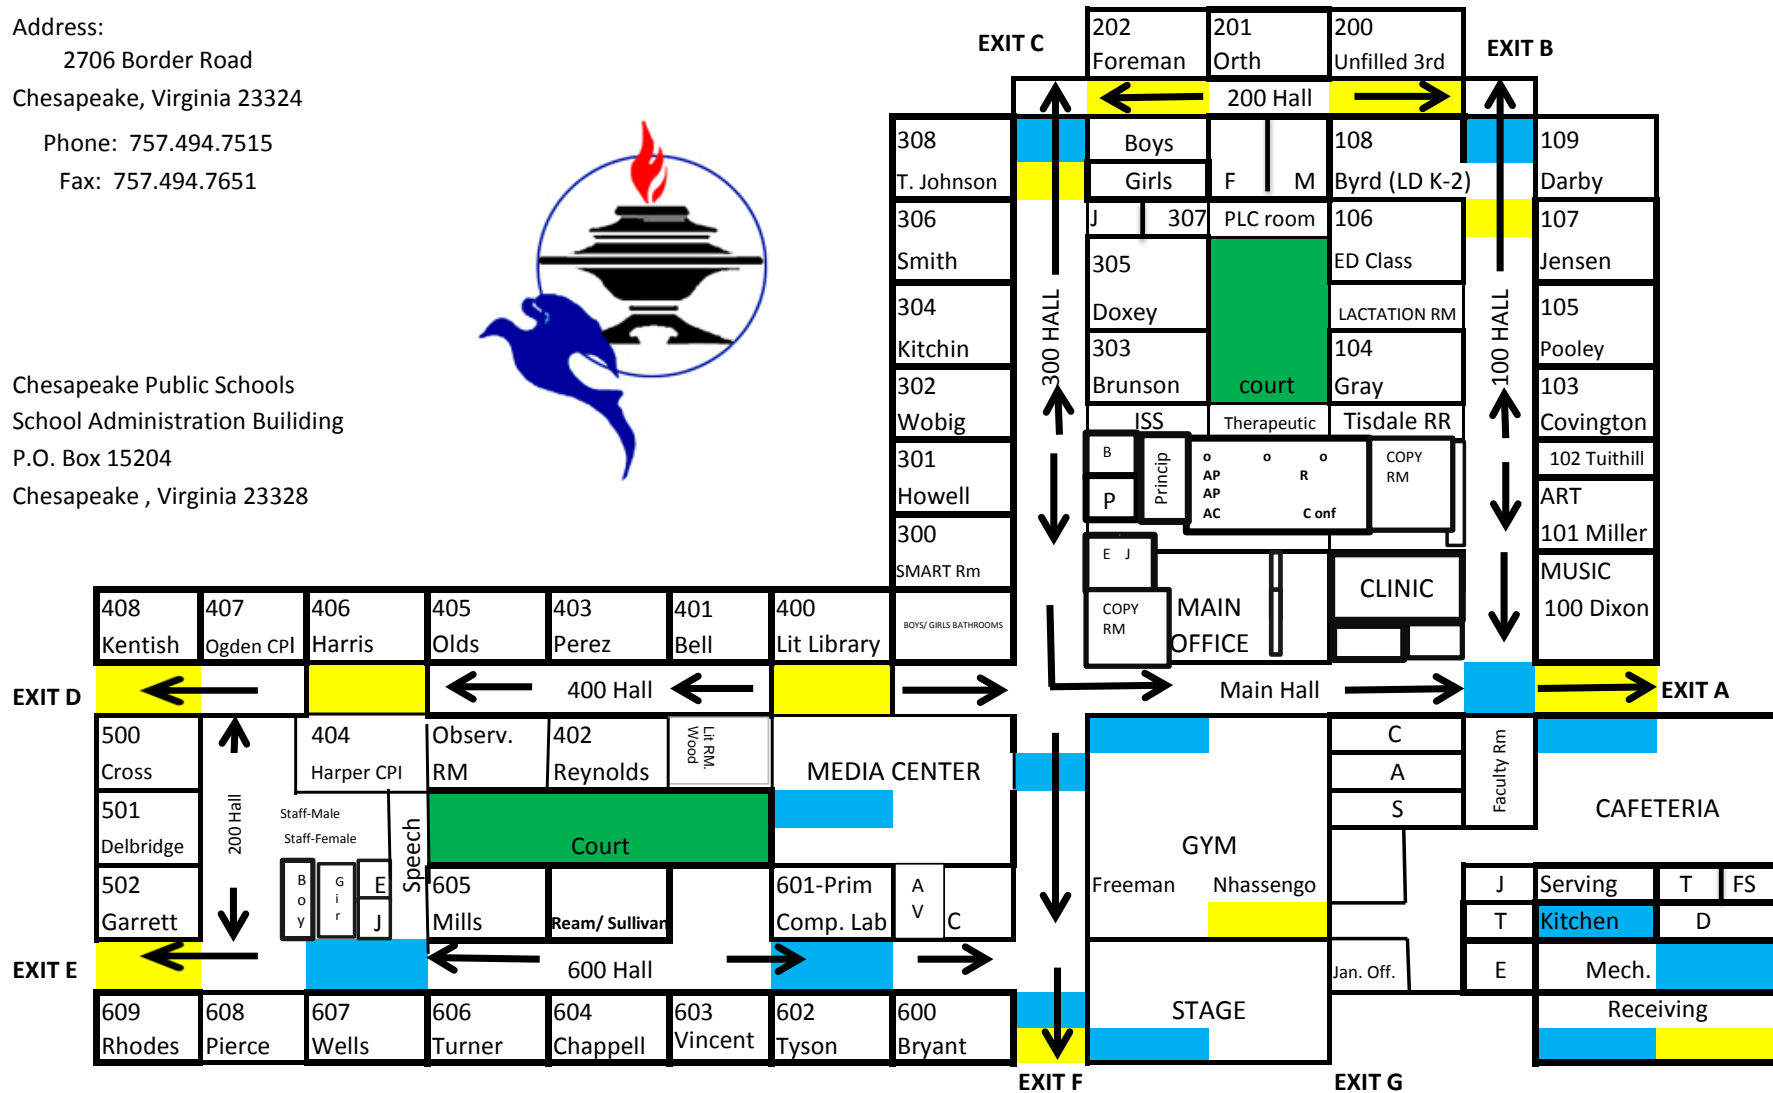 Address:
2706 Border Road
Chesapeake, Virginia 23324
Phone: 757.494.7515
Fax: 757.494.7651
Chesapeake Public Schools
School Administration Builiding
P.O. Box 15204
Chesapeake , Virginia 23328
EXIT C
202
Foreman
201
Orth
200
Unfilled 3rd
EXIT B
200 Hall
308
T. Johnson
Boys
Girls
F M
108
Byrd (LD K-2)
109
Darby
306
Smith
J 307
PLC room
106
ED Class
107
Jensen
305
Doxey
304
Kitchin
300 HALL
LACTATION RM
100 HALL
105
Pooley
303
Brunson
court
104
Gray
302
Wobig
103
Covington
ISS
Therapeutic
Tisdale RR
301
Howell
B
P
Princip
o o o
AP R
AP
AC C onf
COPY
RM
102 Tuithill
ART
101 Miller
300
SMART Rm
E J
COPY
RM
MAIN
OFFICE
CLINIC
MUSIC
100 Dixon
408
Kentish
407
Ogden CPI
406
Harris
405
Olds
403
Perez
401
Bell
400
Lit Library
BOYS/ GIRLS BATHROOMS
EXIT D
400 Hall
Main Hall
EXIT A
500
Cross
200 Hall
404
Harper CPI
Observ.
RM
402
Reynolds
Lit RM.
Wood
MEDIA CENTER
C
A
S
Faculty Rm
CAFETERIA
501
Delbridge
Staff-Male
Staff-Female
Speech
Court
GYM
Freeman Nhassengo
502
Garrett
Boy
Gir
E
J
605
Mills
Ream/ Sullivan
601-Prim
Comp. Lab
A
V
C
J
Serving
T
FS
T
Kitchen
D
EXIT E
600 Hall
Jan. Off.
E
Mech.
609
Rhodes
608
Pierce
607
Wells
606
Turner
604
Chappell
603
Vincent
602
Tyson
600
Bryant
STAGE
Receiving
EXIT F
EXIT G